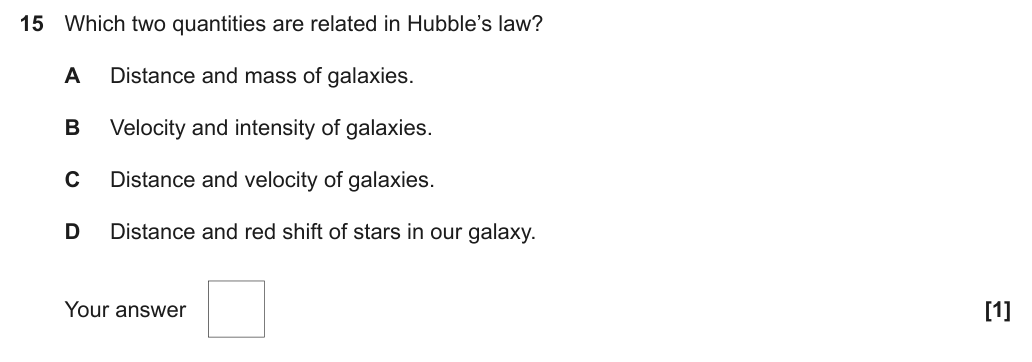 15 Which two quantities are related in Hubble’s law?
A Distance and mass of galaxies.
B Velocity and intensity of galaxies.
C Distance and velocity of galaxies.
D Distance and red shift of stars in our galaxy.
Your answer [1]